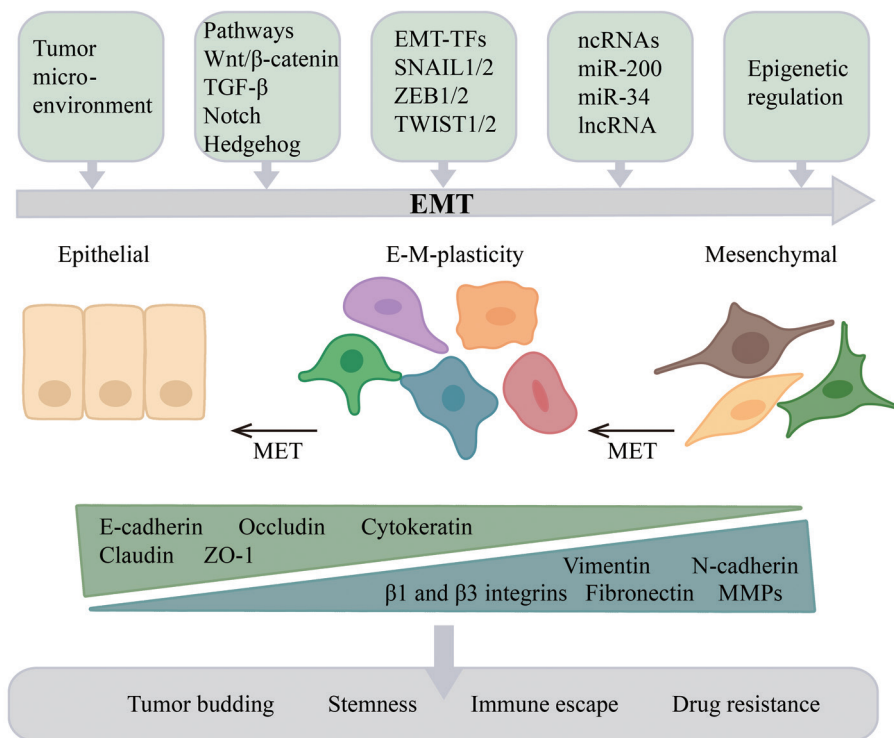 Tumor
micro-
environment
Pathways
Wnt/β-catenin
TGF-β
Notch
Hedgehog
EMT-TFs
SNAIL1/2
ZEB1/2
TWIST1/2
ncRNAs
miR-200
miR-34
lncRNA
Epigenetic
regulation
EMT
Epithelial
E-M-plasticity
Mesenchymal
MET
MET
E-cadherin Occludin Cytokeratin
Claudin ZO-1
Vimentin N-cadherin
β1 and β3 integrins Fibronectin MMPs
Tumor budding Stemness Immune escape Drug resistance